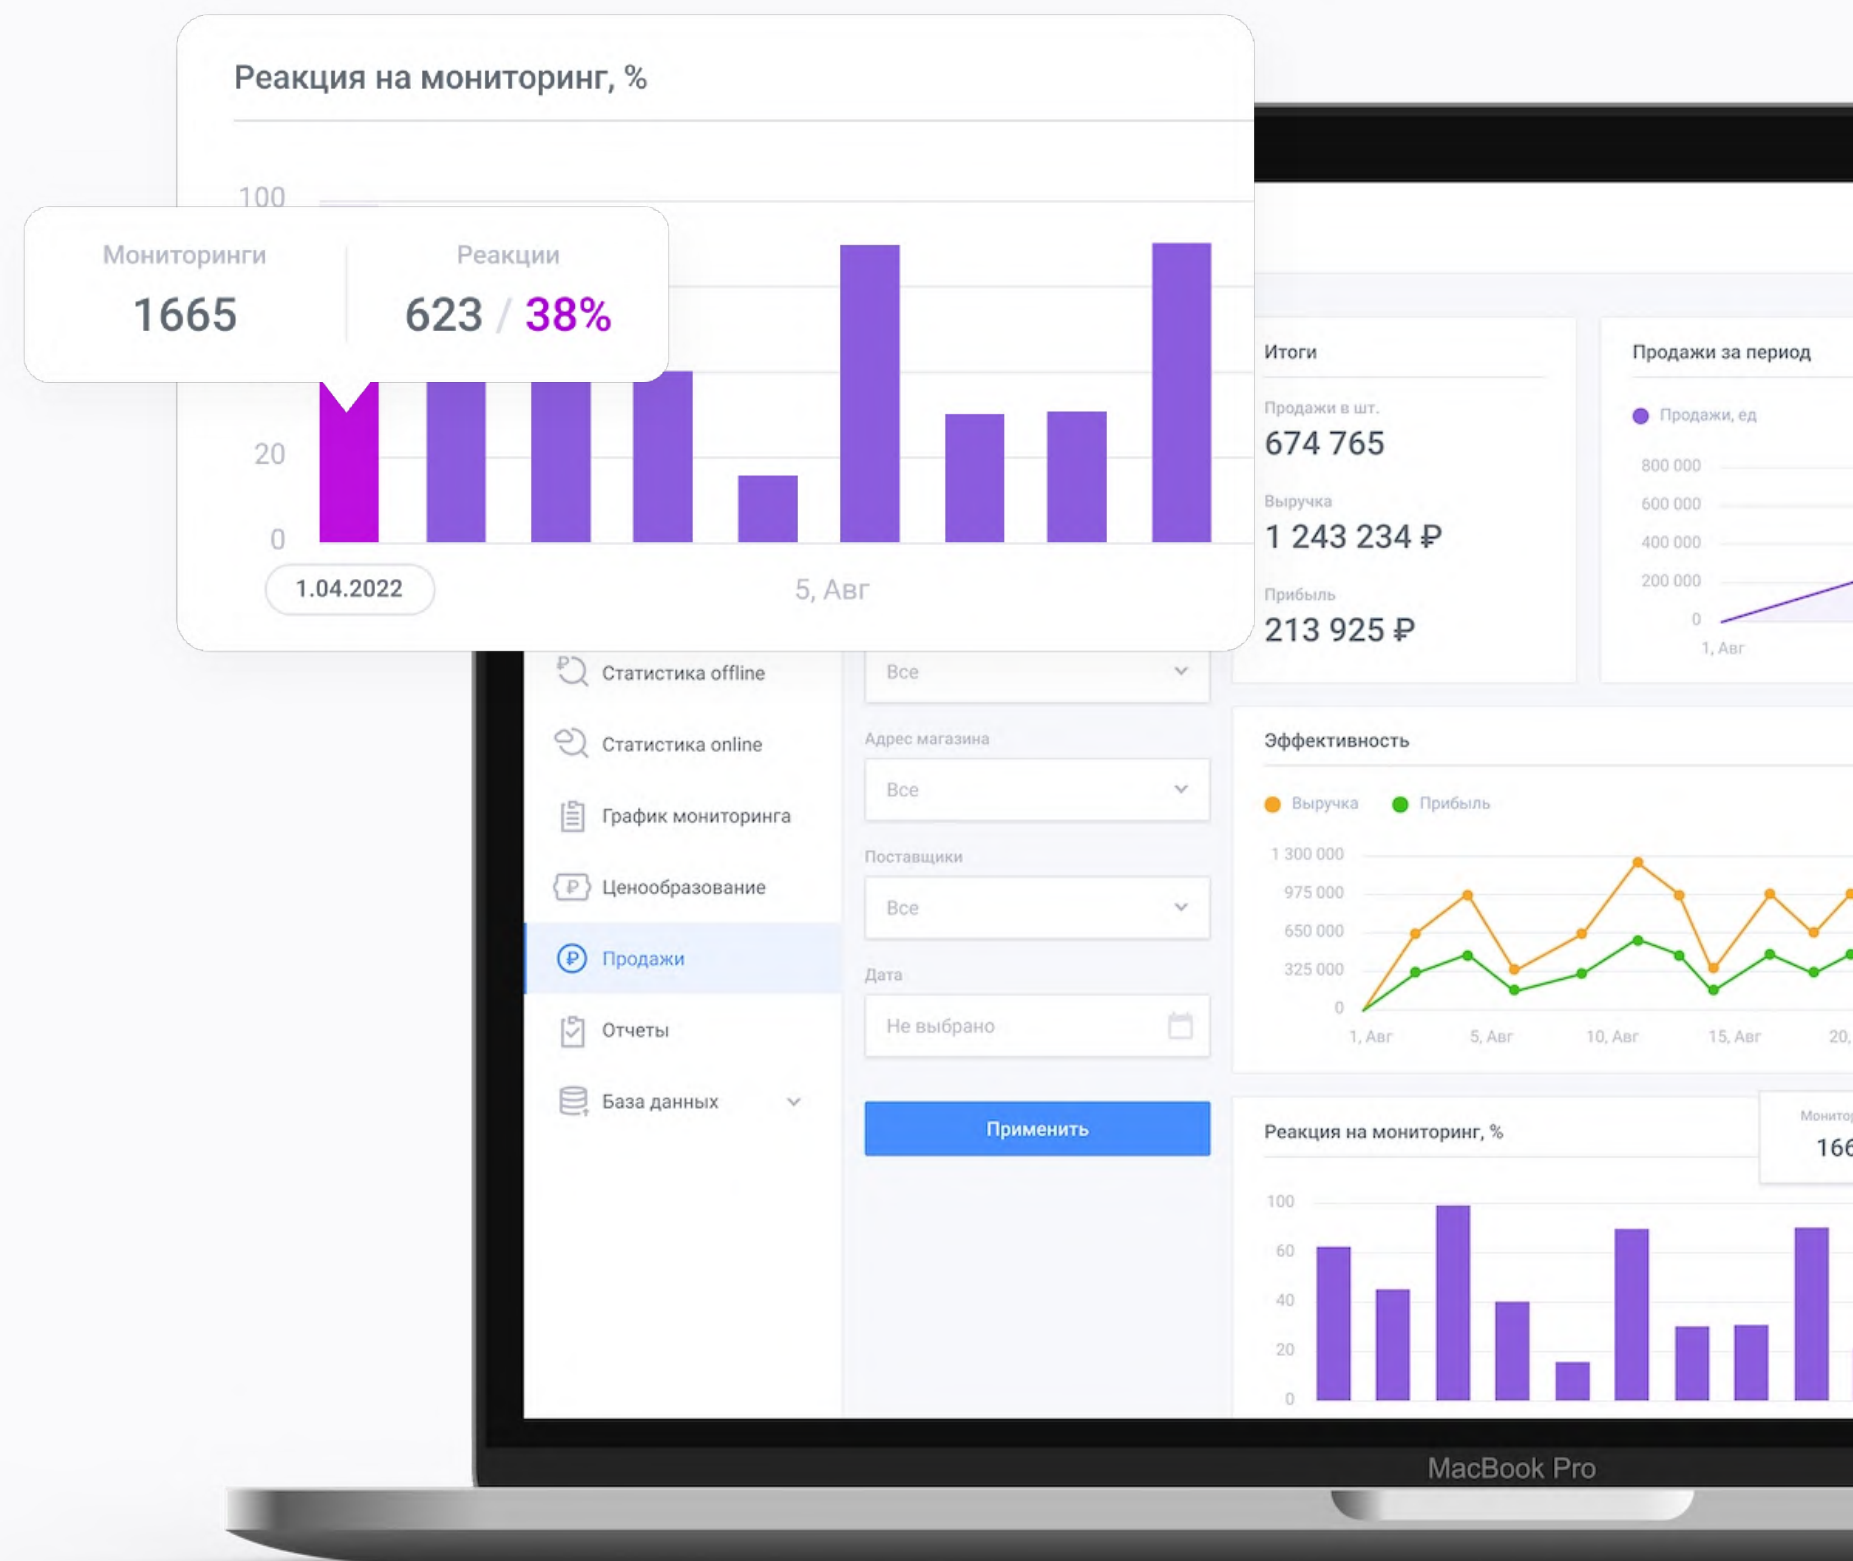 Реакция на мониторинг, %
100
Мониторинги
Реакции
1665
623 / 38%
20
0
1.04.2022
5, Авг
Итоги
Продажи в шт.
674 765
Выручка
1 243 234 ₽
Прибыль
213 925 ₽
Продажи за период
Продажи, ед
800 000
600 000
400 000
200 000
0
1, Авг
Статистика offline
Статистика online
График мониторинга
Ценообразование
Продажи
Отчеты
База данных
Все
Адрес магазина
Все
Поставщики
Все
Дата
Не выбрано
Применить
Эффективность
Выручка
Прибыль
1 300 000
975 000
650 000
325 000
0
1, Авг
5, Авг
10, Авг
15, Авг
20,
Реакция на мониторинг, %
100
60
40
20
0
MacBook Pro